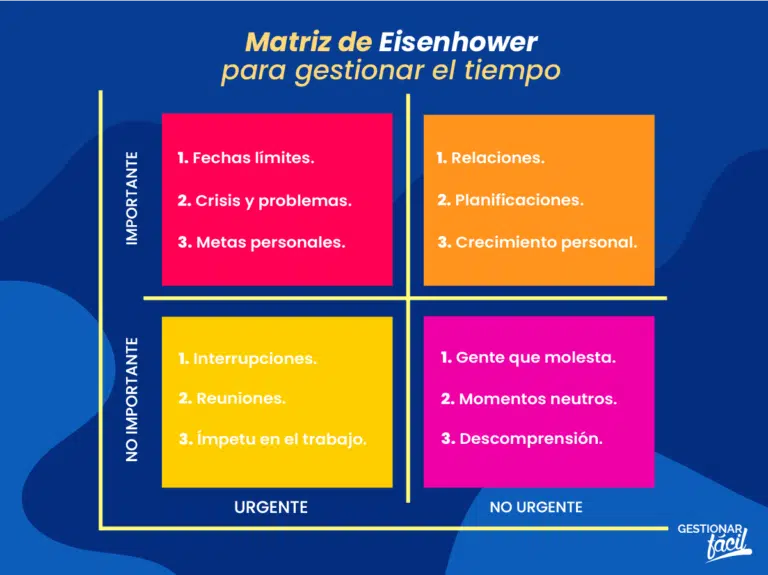 Matriz de Eisenhower
para gestionar el tiempo
IMPORTANTE
1. Fechas límites.
2. Crisis y problemas.
3. Metas personales.
1. Relaciones.
2. Planificaciones.
3. Crecimiento personal.
NO IMPORTANTE
1. Interrupciones.
2. Reuniones.
3. Ímpetu en el trabajo.
1. Gente que molesta.
2. Momentos neutros.
3. Descomprensión.
URGENTE
NO URGENTE
GESTIONAR
fácil